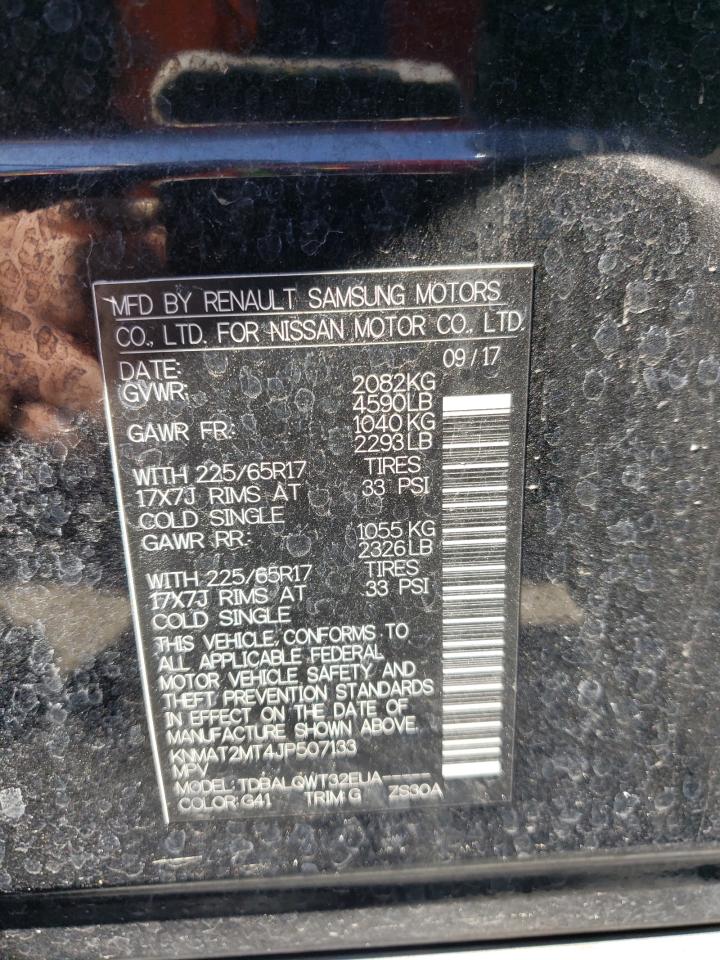 MFD BY RENAULT SAMSUNG MOTORS
CO., LTD. FOR NISSAN MOTOR CO., LTD.
DATE: 09/17
GVWR: 2082KG
4590LB
GAWR FR: 1040 KG
2293LB
WITH 225/65R17 TIRES
17X7J RIMS AT 33 PSI
COLD SINGLE
GAWR RR: 1055 KG
2326LB
WITH 225/65R17 TIRES
17X7J RIMS AT 33 PSI
COLD SINGLE
THIS VEHICLE, CONFORMS TO
ALL APPLICABLE FEDERAL
MOTOR VEHICLE SAFETY AND
THEFT PREVENTION STANDARDS
IN EFFECT ON THE DATE OF
MANUFACTURE SHOWN ABOVE.
KNMAT2MT4JP507133
MPV
MODEL: TDBALQWT32EUA-----
COLOR: G41 TRIM: G ZS30A